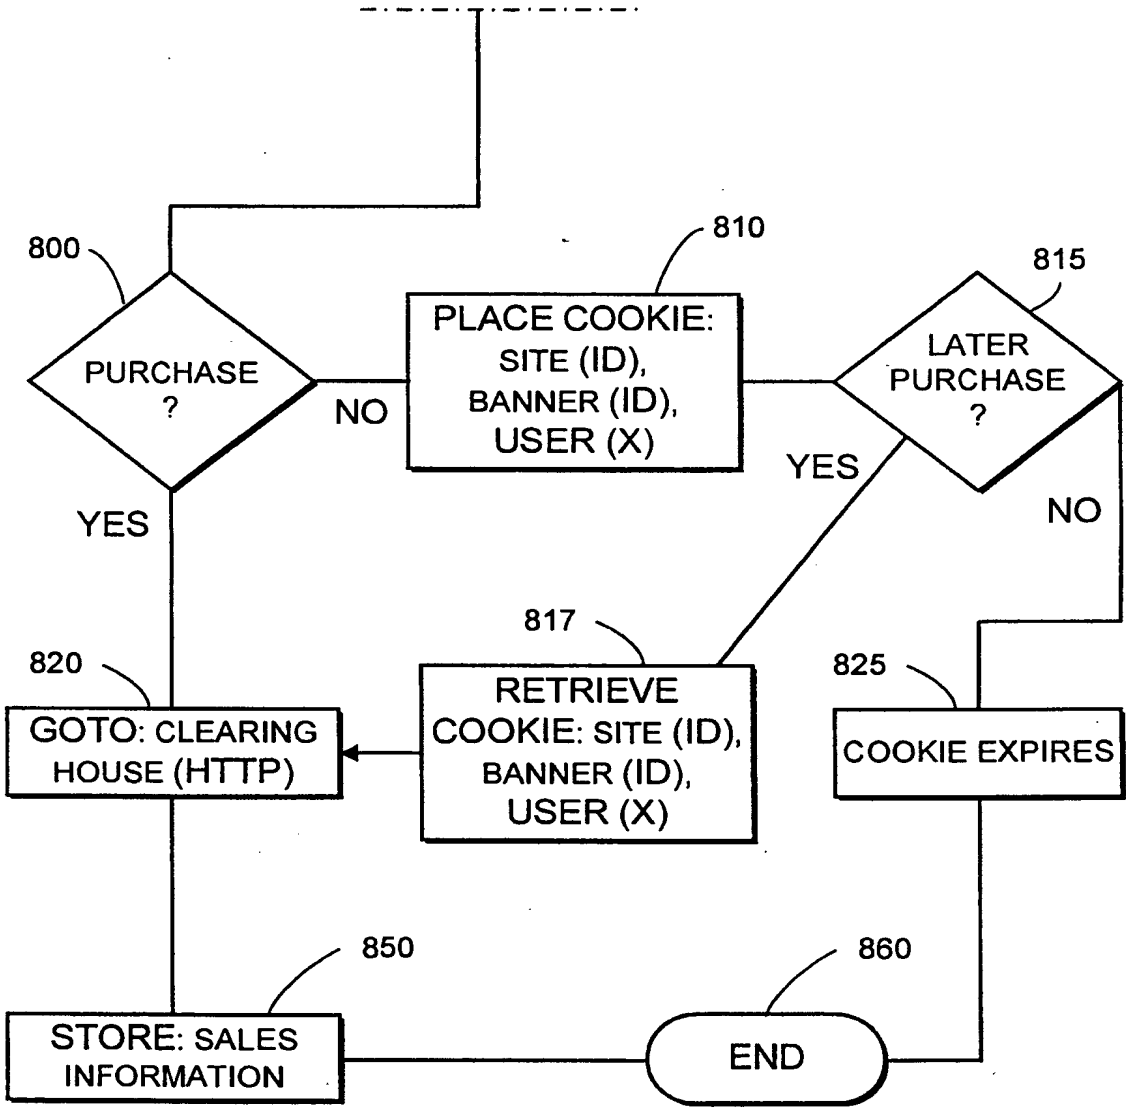 800
PURCHASE
?
NO
YES
810
PLACE COOKIE:
SITE (ID),
BANNER (ID),
USER (X)
815
LATER
PURCHASE
?
YES
NO
817
RETRIEVE
COOKIE: SITE (ID),
BANNER (ID),
USER (X)
820
GOTO: CLEARING
HOUSE (HTTP)
825
COOKIE EXPIRES
850
STORE: SALES
INFORMATION
860
END